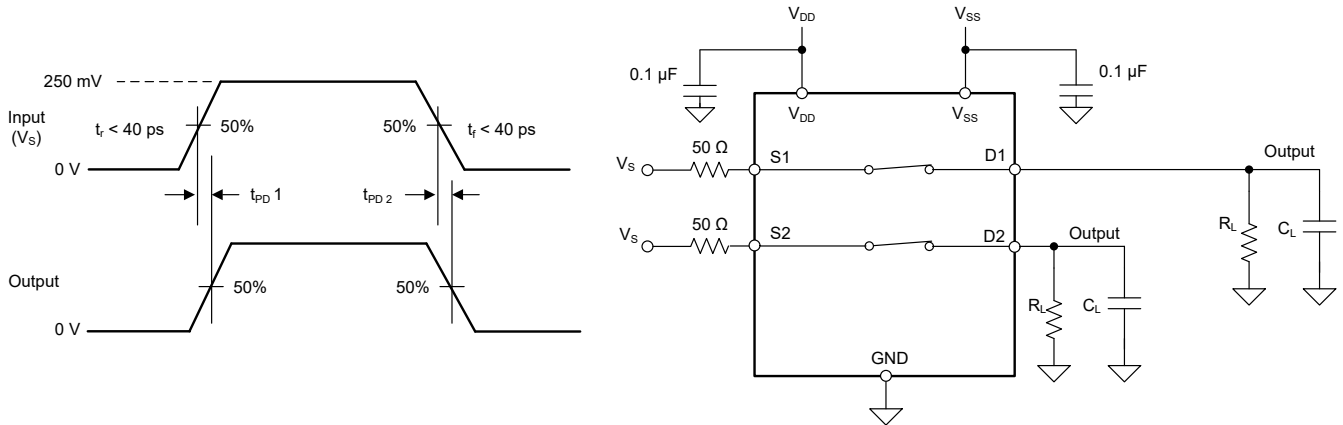 250 mV
Input
(VS)
tr < 40 ps
50%
50%
tf < 40 ps
0 V
tPD 1
tPD 2
Output
50%
50%
0 V
VDD
VSS
0.1 µF
0.1 µF
VDD
VSS
VS
50 Ω
S1
D1
Output
VS
50 Ω
S2
D2
Output
RL
CL
RL
CL
GND